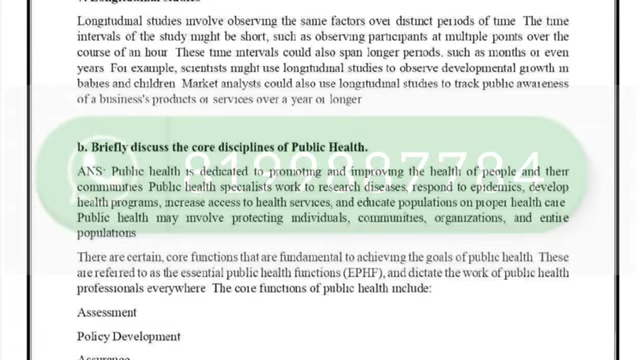 Longitudinal studies involve observing the same factors over distinct periods of time The time
intervals of the study might be short, such as observing participants at multiple points over the
course of an hour These time intervals could also span longer periods, such as months or even
years For example, scientists might use longitudinal studies to observe developmental growth in
babies and children Market analysts could also use longitudinal studies to track public awareness
of a business's products or services over a year or longer
b. Briefly discuss the core disciplines of Public Health.
ANS: Public health is dedicated to promoting and improving the health of people and their
communities Public health specialists work to research diseases, respond to epidemics, develop
health programs, increase access to health services, and educate populations on proper health care
Public health may involve protecting individuals, communities, organizations, and entire
populations
There are certain, core functions that are fundamental to achieving the goals of public health These
are referred to as the essential public health functions (EPHF), and dictate the work of public health
professionals everywhere The core functions of public health include:
Assessment
Policy Development